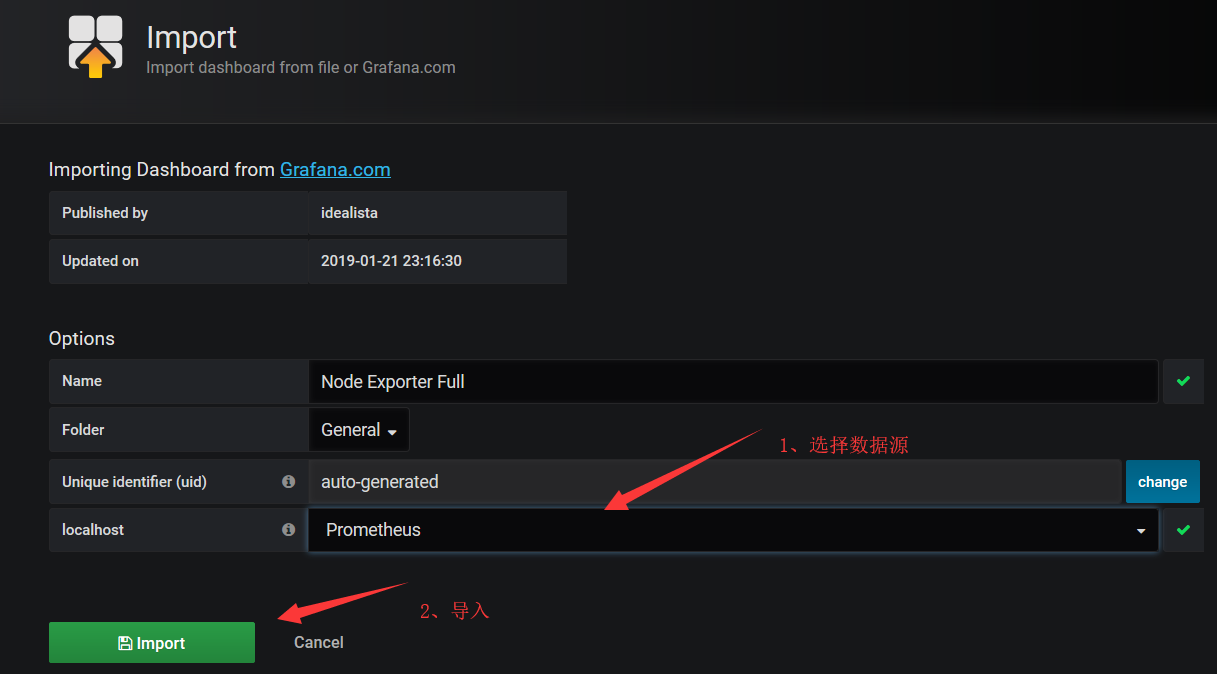 Import
Import dashboard from file or Grafana.com
Importing Dashboard from Grafana.com
Published by idealista
Updated on 2019-01-21 23:16:30
Options
Name Node Exporter Full
Folder General
1、选择数据源
Unique identifier (uid) auto-generated change
localhost Prometheus
2、导入
Import Cancel